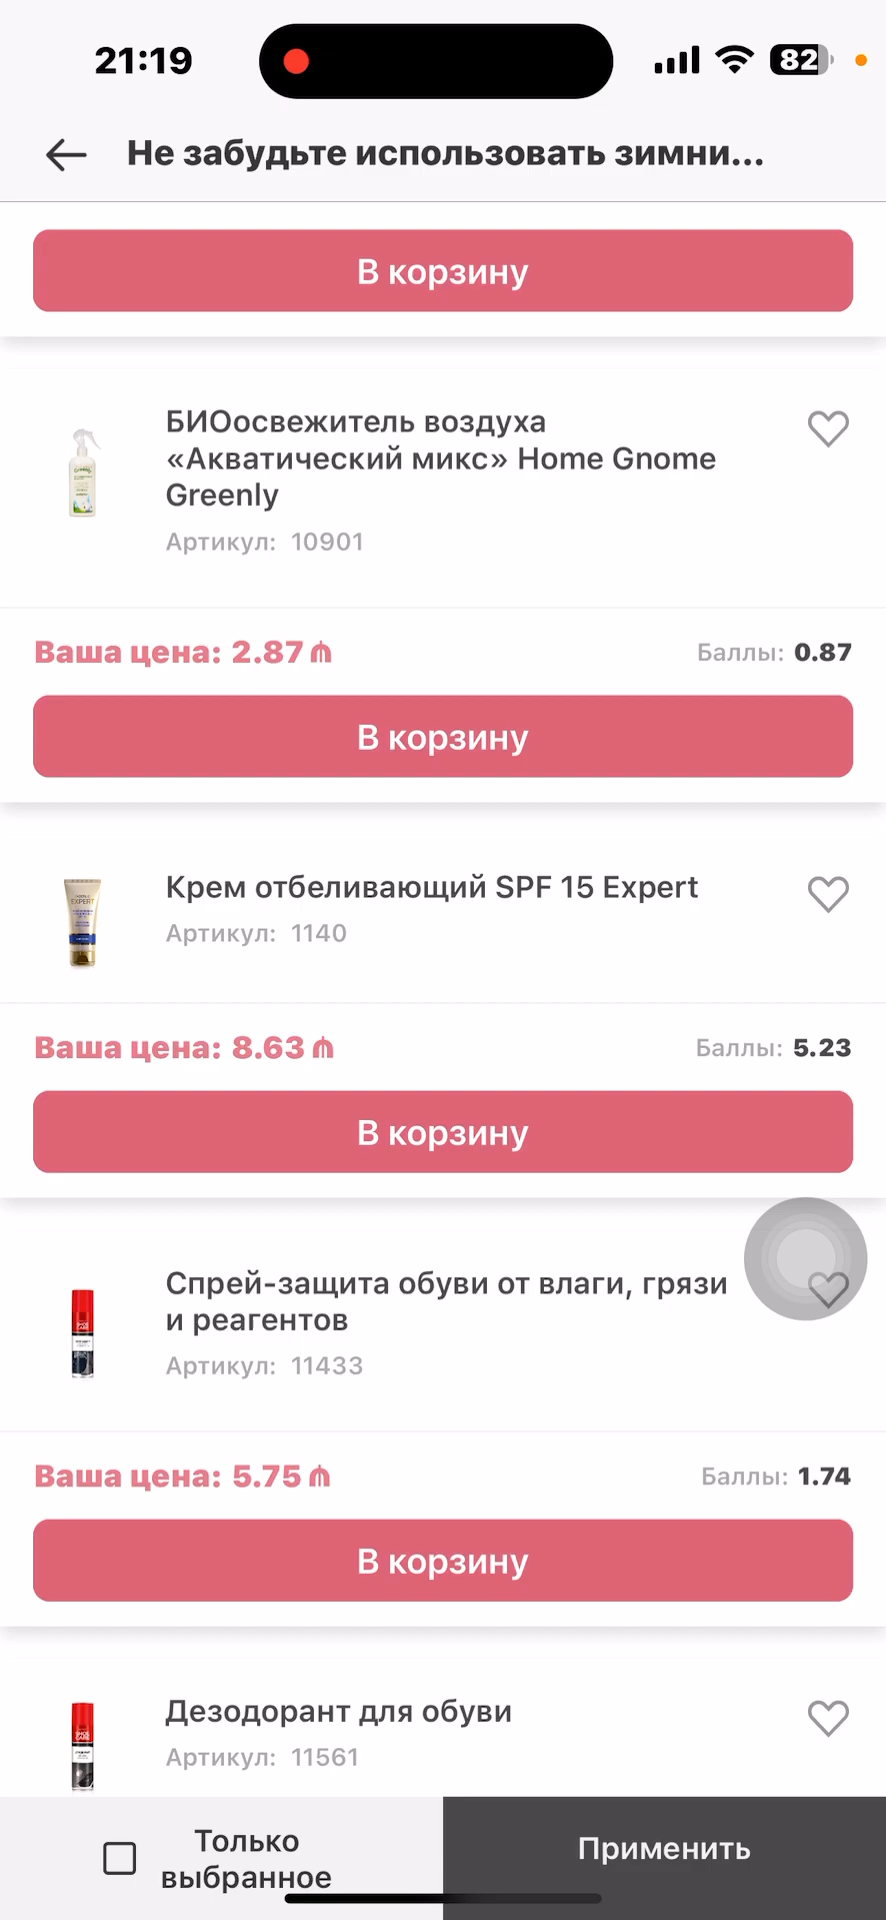 21:19
82
Не забудьте использовать зимни...
В корзину
БИОосвежитель воздуха
«Акватический микс» Home Gnome
Greenly
Артикул: 10901
Ваша цена: 2.87 ₼
Баллы: 0.87
В корзину
EXPERT
Крем отбеливающий SPF 15 Expert
Артикул: 1140
Ваша цена: 8.63 ₼
Баллы: 5.23
В корзину
Спрей-защита обуви от влаги, грязи
и реагентов
Артикул: 11433
Ваша цена: 5.75 ₼
Баллы: 1.74
В корзину
Дезодорант для обуви
Артикул: 11561
Только
выбранное
Применить